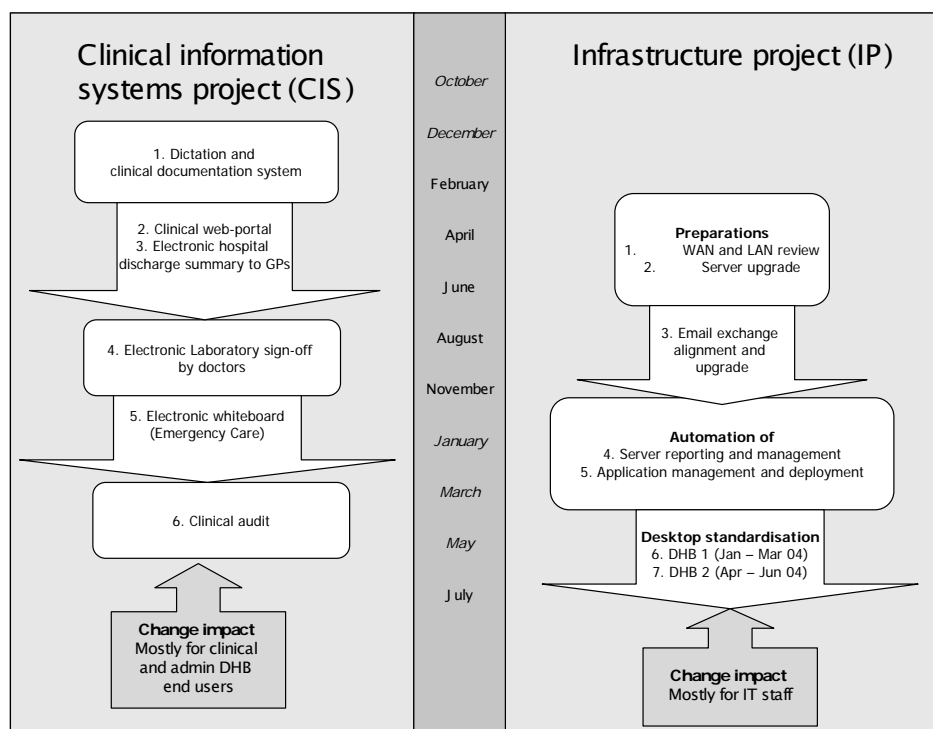 Clinical information
systems project (CIS)
1. Dictation and
clinical documentation system
2. Clinical web-portal
3. Electronic hospital
discharge summary to GPs
4. Electronic Laboratory sign-off
by doctors
5. Electronic whiteboard
(Emergency Care)
6. Clinical audit
Change impact
Mostly for clinical
and admin DHB
end users
October
December
February
April
June
August
November
January
March
May
July
Infrastructure project (IP)
Preparations
1. WAN and LAN review
2. Server upgrade
3. Email exchange
alignment and
upgrade
Automation of
4. Server reporting and management
5. Application management and deployment
Desktop standardisation
6. DHB 1 (Jan – Mar 04)
7. DHB 2 (Apr – Jun 04)
Change impact
Mostly for IT staff